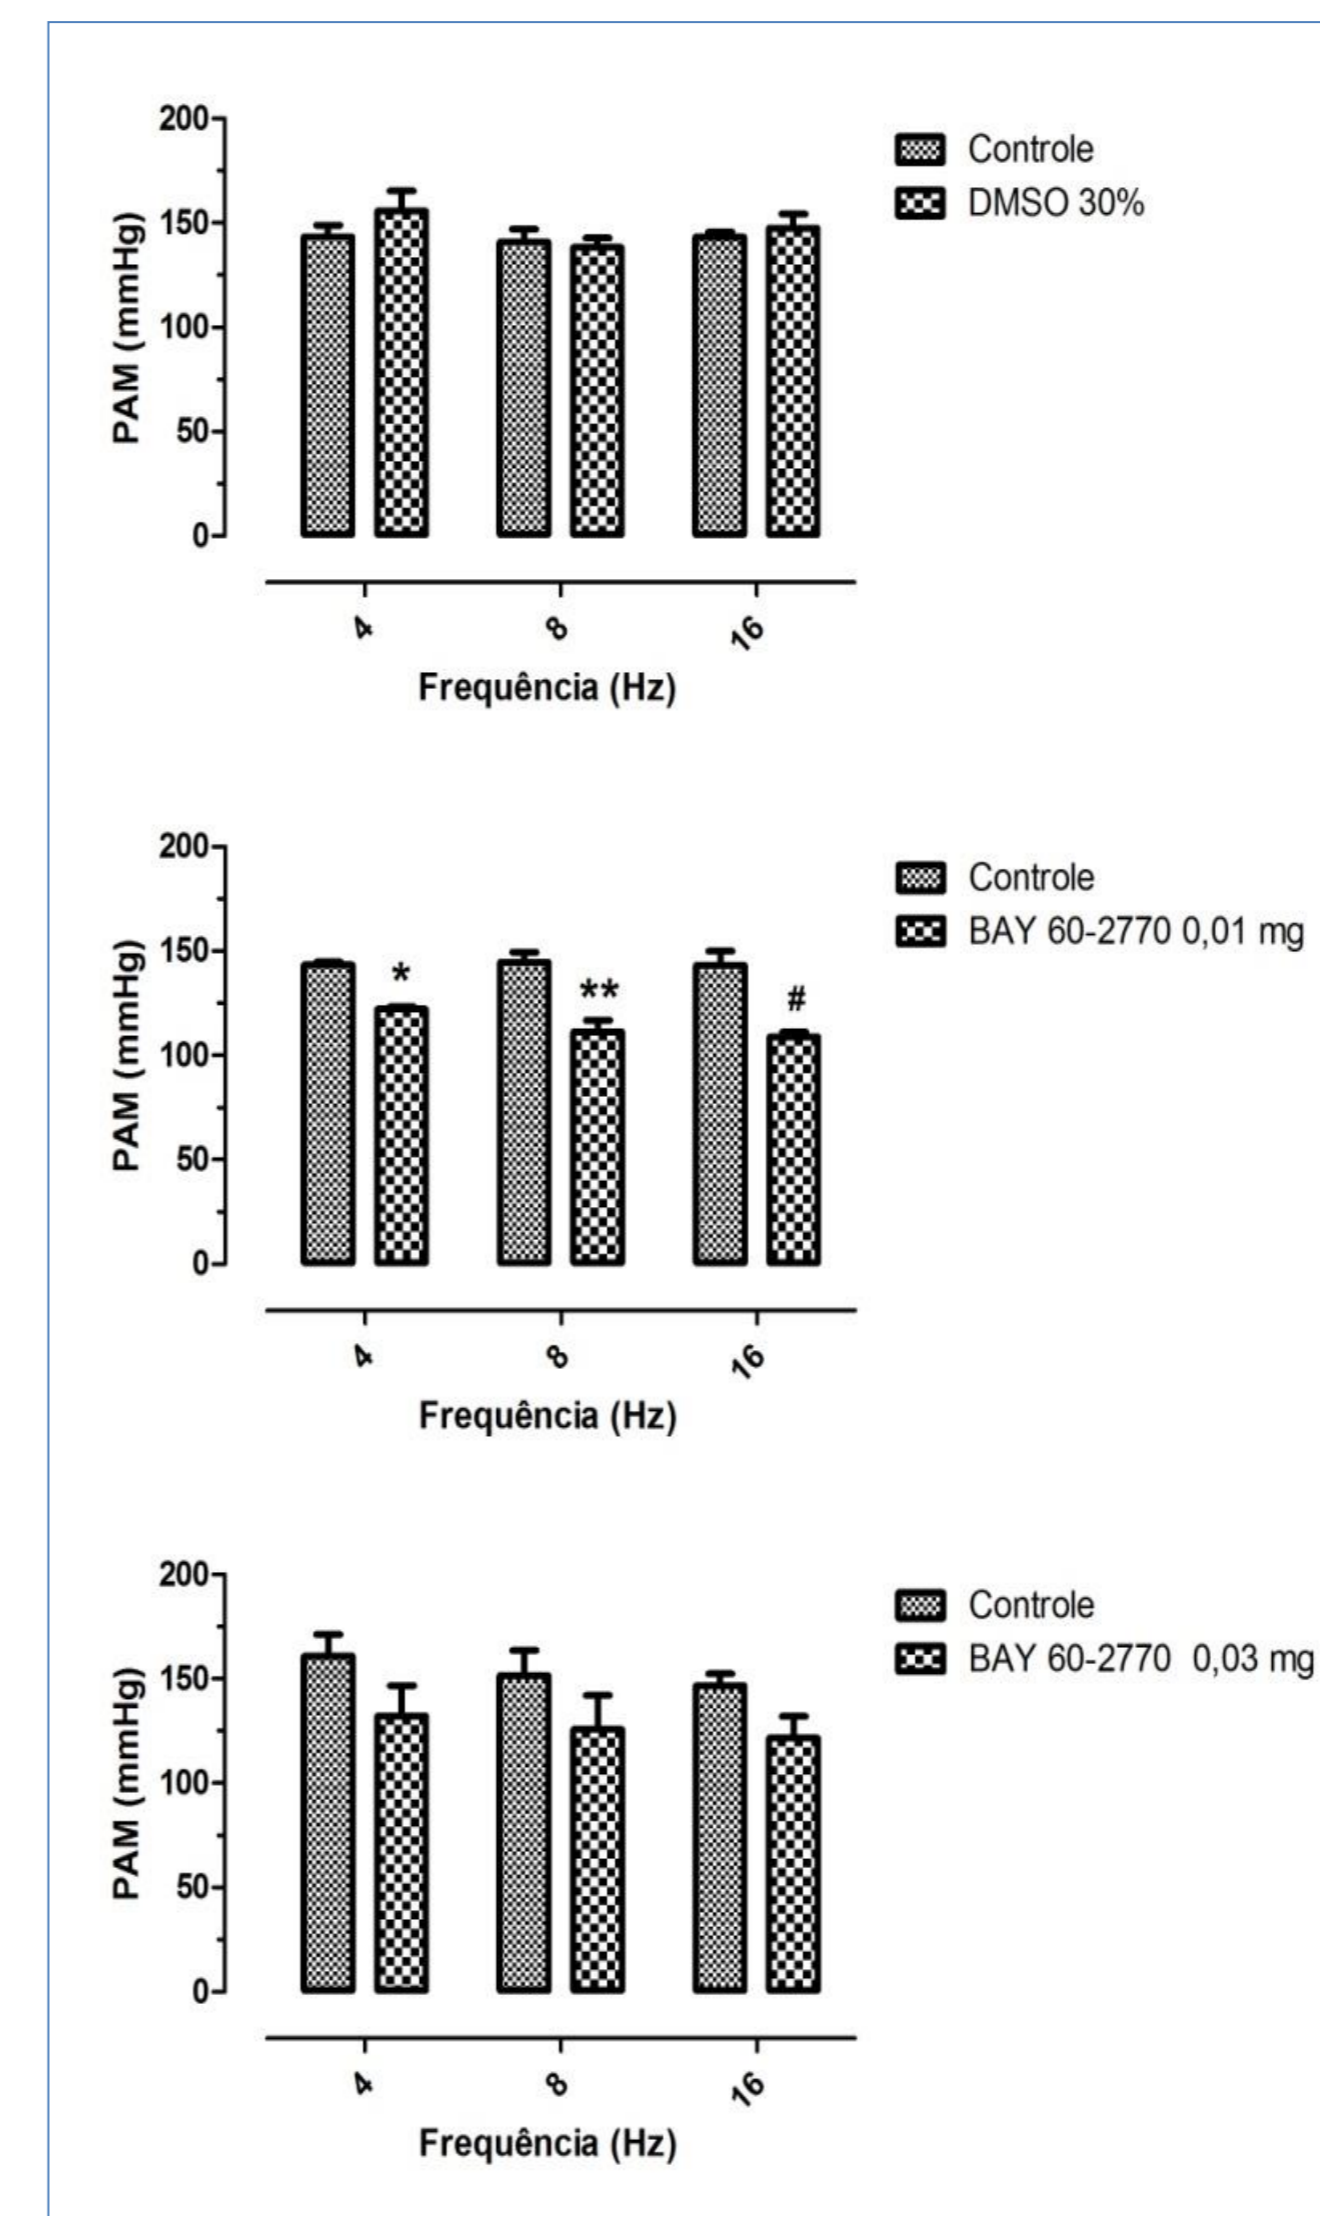 200
150
100
50
0
PAM (mmHg)
Controle
DMSO 30%
4
8
16
Frequência (Hz)
200
150
100
50
0
PAM (mmHg)
Controle
BAY 60-2770 0,01 mg
*
**
#
4
8
16
Frequência (Hz)
200
150
100
50
0
PAM (mmHg)
Controle
BAY 60-2770 0,03 mg
4
8
16
Frequência (Hz)